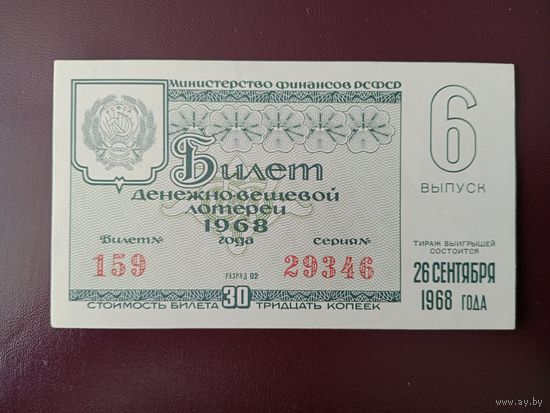 Министерство финансов РСФСР
Билет
денежно-вещевой
лотереи
1968
года
Билет №
Серия №
159
29346
РАЗРЯД 02
СТОИМОСТЬ БИЛЕТА 30 ТРИДЦАТЬ КОПЕЕК
6
ВЫПУСК
ТИРАЖ ВЫИГРЫШЕЙ
СОСТОИТСЯ
26 СЕНТЯБРЯ
1968 ГОДА
www.ay.by